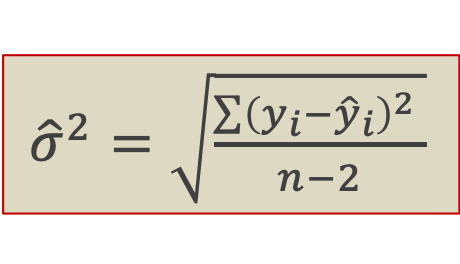 σ̂² = √(∑(yᵢ−ŷᵢ)² / n−2)